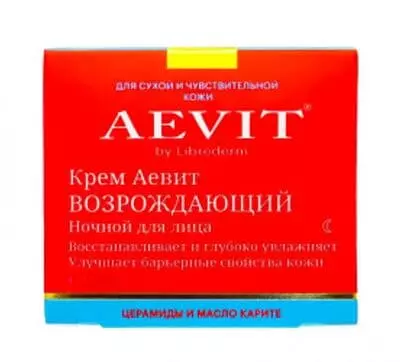 ДЛЯ СУХОЙ И ЧУВСТВИТЕЛЬНОЙ
КОЖИ
AEVIT®
by Librederm
Крем Аевит
ВОЗРОЖДАЮЩИЙ
Ночной для лица
Восстанавливает и глубоко увлажняет
Улучшает барьерные свойства кожи
ЦЕРАМИДЫ И МАСЛО КАРИТЕ